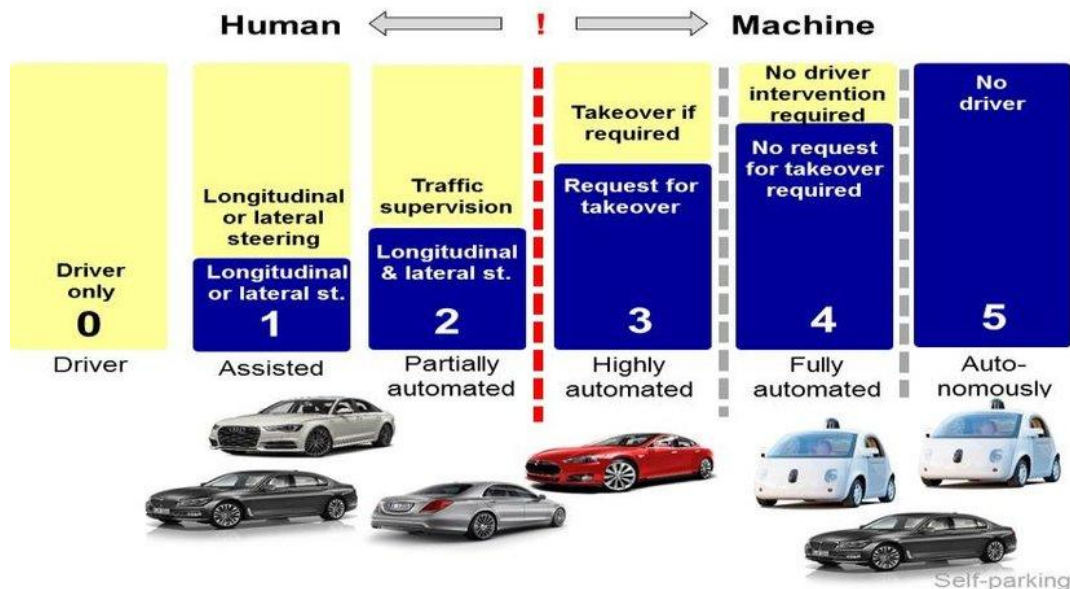 Human ! Machine
Driver
only
0
Driver
Longitudinal
or lateral
steering
Longitudinal
or lateral st.
1
Assisted
Traffic
supervision
Longitudinal
& lateral st.
2
Partially
automated
Takeover if
required
Request for
takeover
3
Highly
automated
No driver
intervention
required
No request
for takeover
required
4
Fully
automated
No
driver
5
Auto-
nomously
Self-parking